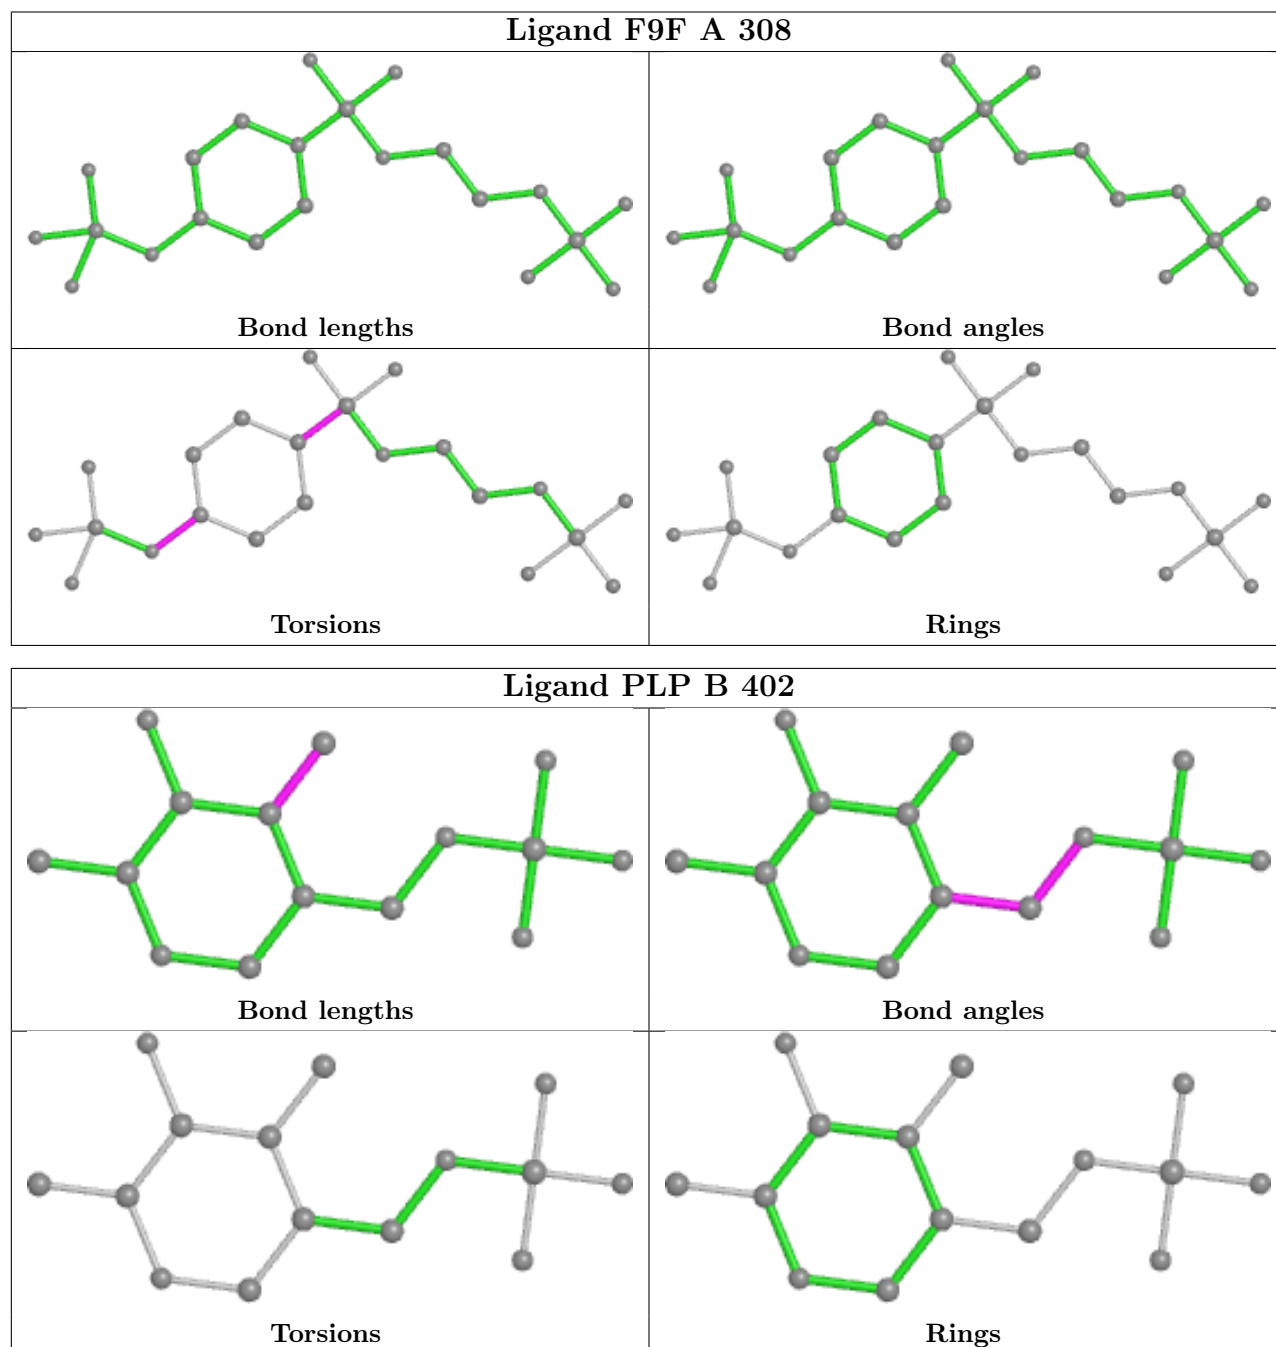 Ligand F9F A 308
Bond lengths
Bond angles
Torsions
Rings
Ligand PLP B 402
Bond lengths
Bond angles
Torsions
Rings